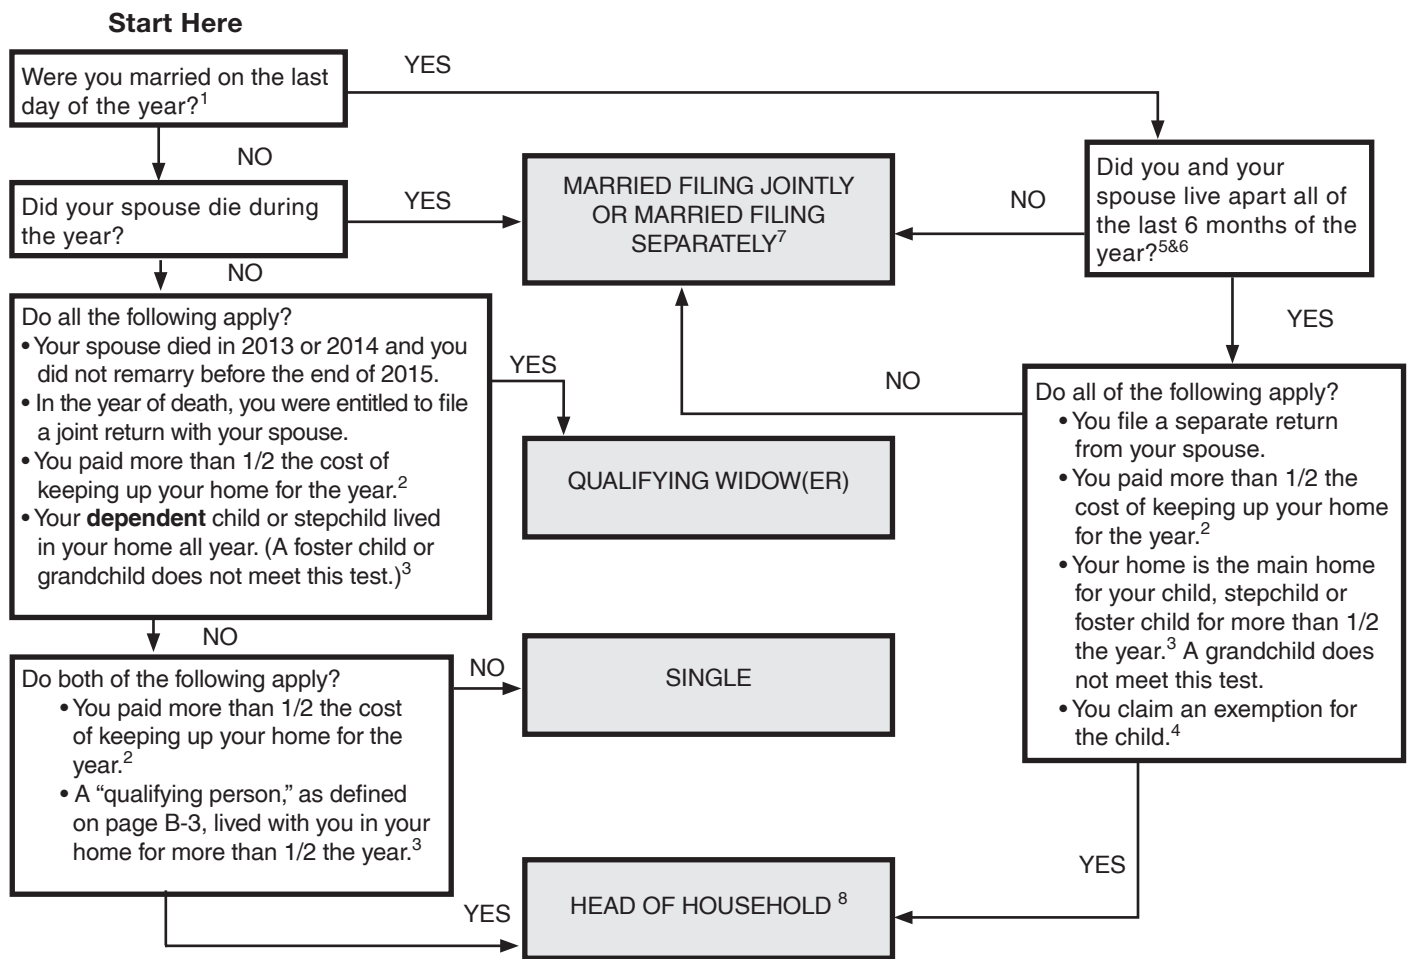 Start Here
Were you married on the last
day of the year?1
YES
NO
Did your spouse die during
the year?
YES
NO
MARRIED FILING JOINTLY
OR MARRIED FILING
SEPARATELY7
NO
Did you and your
spouse live apart all of
the last 6 months of the
year?5&6
YES
Do all the following apply?
• Your spouse died in 2013 or 2014 and you
did not remarry before the end of 2015.
• In the year of death, you were entitled to file
a joint return with your spouse.
• You paid more than 1/2 the cost of
keeping up your home for the year.2
• Your dependent child or stepchild lived
in your home all year. (A foster child or
grandchild does not meet this test.)3
YES
NO
QUALIFYING WIDOW(ER)
NO
Do all of the following apply?
• You file a separate return
from your spouse.
• You paid more than 1/2 the
cost of keeping up your home
for the year.2
• Your home is the main home
for your child, stepchild or
foster child for more than 1/2
the year.3 A grandchild does
not meet this test.
• You claim an exemption for
the child.4
YES
Do both of the following apply?
• You paid more than 1/2 the cost
of keeping up your home for the
year.2
• A “qualifying person,” as defined
on page B-3, lived with you in your
home for more than 1/2 the year.3
NO
SINGLE
YES
HEAD OF HOUSEHOLD 8